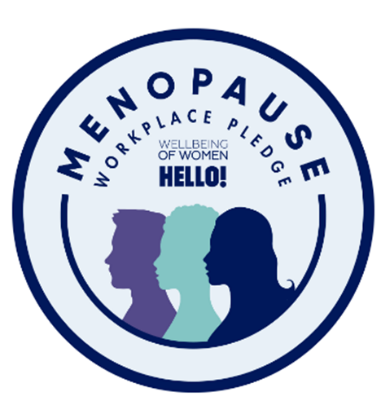 MENOPAUSE
WORKPLACE PLEDGE
WELLBEING
OF WOMEN
HELLO!